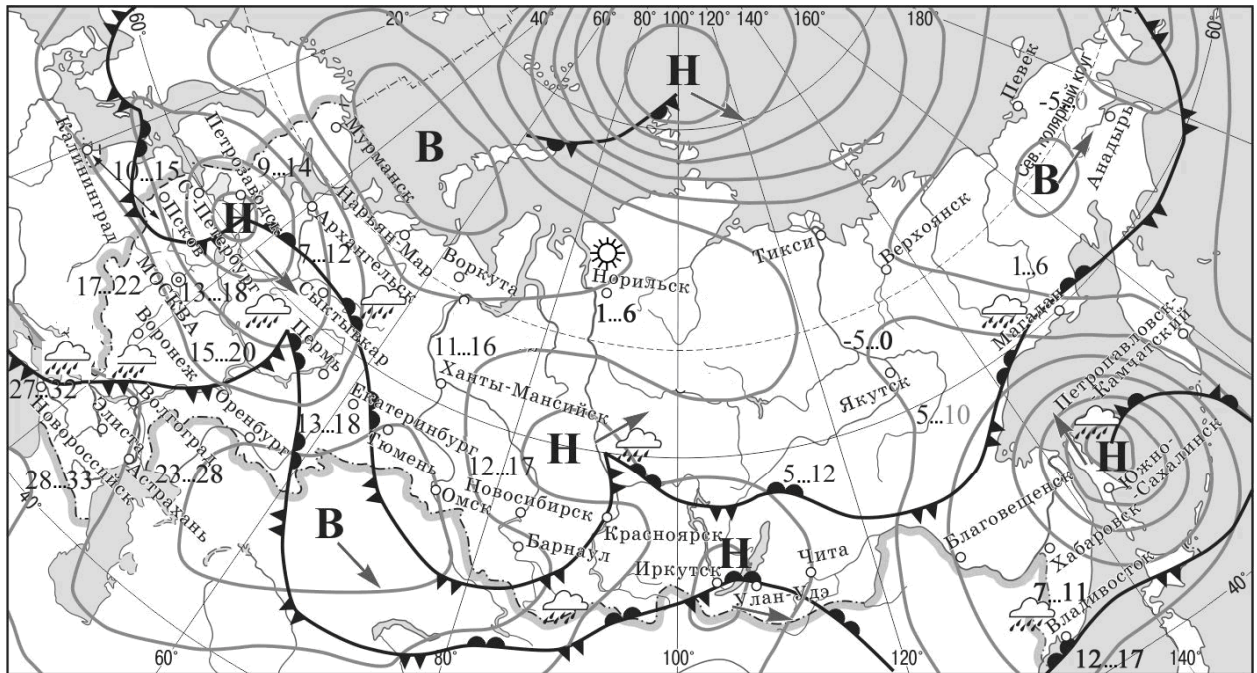 20° 40° 60° 80° 100° 120° 140° 160° 180°
60°
60°
Н
Певек
-5...0
Сев. полярный круг
Калининград
Петрозаводск
Мурманск
В
Анадырь
10...15
9...14
С.-Петербург
Нарьян-Мар
В
Псков
Н
Архангельск
Воркута
Тикси
Верхоянск
7...12
Норильск
1...6
МОСКВА
17...22
13...18
Сыктывкар
1...6
Магадан
Петропавловск-
-Камчатский
Воронеж
15...20
Пермь
11...16
-5...0
Ханты-Мансийск
Якутск
27...32
Екатеринбург
5...10
Новороссийск
Элиста
Волгоград
Оренбург
13...18
Тюмень
Н
Н
28...33
Астрахань
23...28
12...17
5...12
Южно-
-Сахалинск
Омск
Новосибирск
Благовещенск
40°
В
Барнаул
Красноярск
Н
Чита
Хабаровск
Иркутск
Улан-Удэ
7...11
Владивосток
40°
60° 80° 100° 120° 12...17 140°